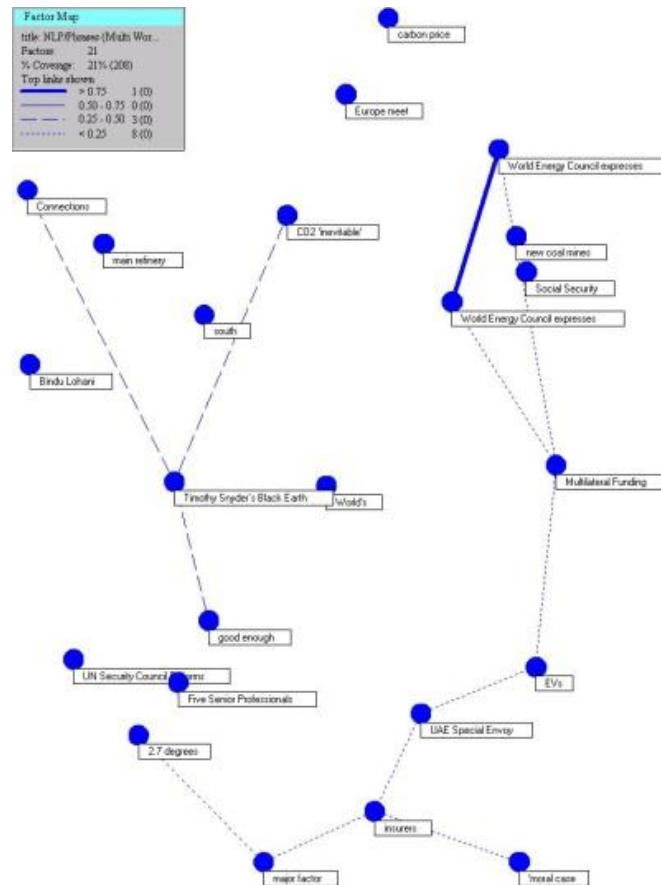 Factor Map
title: NLP/Phrases (Multi Wor...
Factors: 21
% Coverage: 21% (208)
Top links shown
> 0.75 1 (0)
0.50 - 0.75 0 (0)
0.25 - 0.50 3 (0)
< 0.25 8 (0)
carbon price
Europe meet
World Energy Council expresses
Connections
CO2 'inevitable'
main refinery
new coal mines
Social Security
World Energy Council expresses
south
Bindu Lohani
Multilateral Funding
Timothy Snyder's Black Earth
World's
good enough
UN Security Council
EVs
Five Senior Professionals
UAE Special Envoy
2.7 degrees
insurers
major factor
'moral case